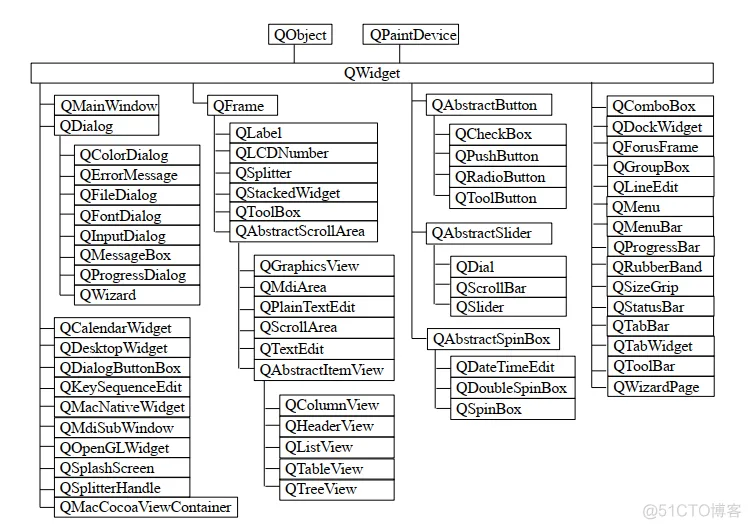 QObject
QPaintDevice
QWidget
QMainWindow
QDialog
QColorDialog
QErrorMessage
QFileDialog
QFontDialog
QInputDialog
QMessageBox
QProgressDialog
QWizard
QCalendarWidget
QDesktopWidget
QDialogButtonBox
QKeySequenceEdit
QMacNativeWidget
QMdiSubWindow
QOpenGLWidget
QSplashScreen
QSplitterHandle
QMacCocoaViewContainer
QFrame
QLabel
QLCDNumber
QSplitter
QStackedWidget
QToolBox
QAbstractScrollArea
QGraphicsView
QMdiArea
QPlainTextEdit
QScrollArea
QTextEdit
QAbstractItemView
QColumnView
QHeaderView
QListView
QTableView
QTreeView
QAbstractButton
QCheckBox
QPushButton
QRadioButton
QToolButton
QAbstractSlider
QDial
QScrollBar
QSlider
QAbstractSpinBox
QDateTimeEdit
QDoubleSpinBox
QSpinBox
QComboBox
QDockWidget
QForusFrame
QGroupBox
QLineEdit
QMenu
QMenuBar
QProgressBar
QRubberBand
QSizeGrip
QStatusBar
QTabBar
QTabWidget
QToolBar
QWizardPage
@51CTO博客